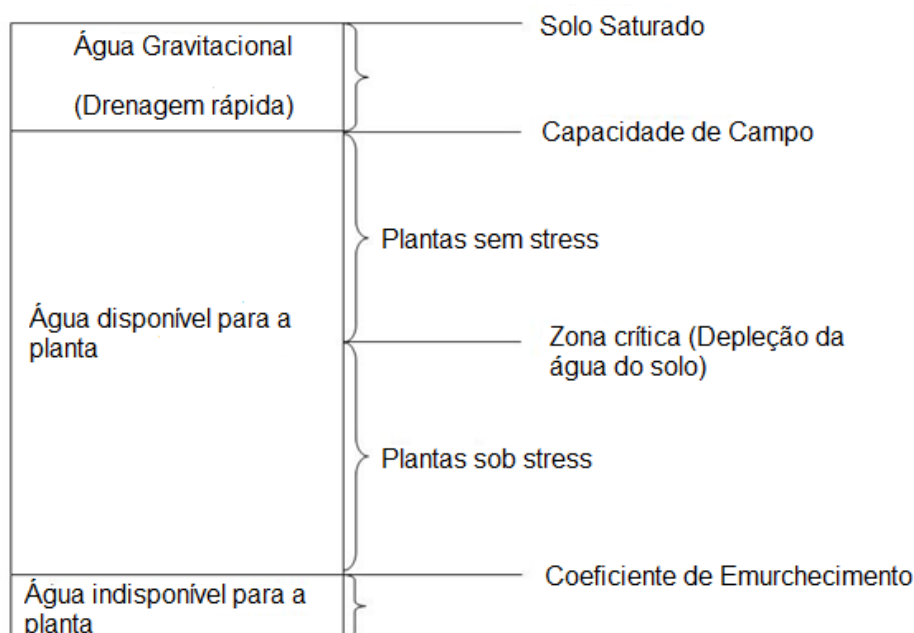 Solo Saturado
Água Gravitacional
(Drenagem rápida)
Capacidade de Campo
Plantas sem stress
Água disponível para a
planta
Zona crítica (Depleção da
água do solo)
Plantas sob stress
Coeficiente de Emurchecimento
Água indisponível para a
planta